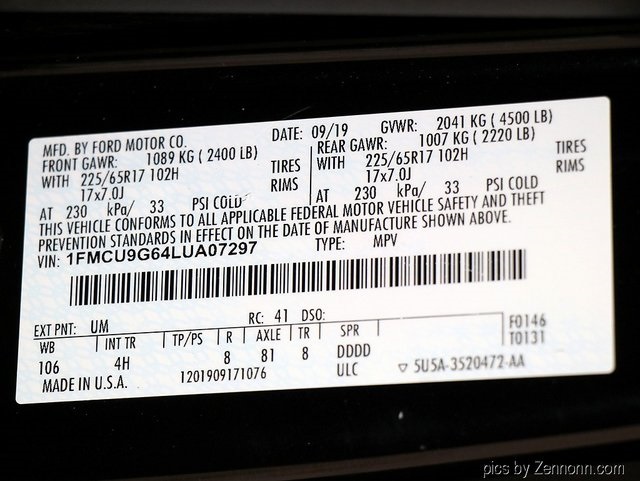 MFD. BY FORD MOTOR CO. DATE: 09/19 GVWR: 2041 KG ( 4500 LB)
FRONT GAWR: 1089 KG ( 2400 LB) REAR GAWR: 1007 KG ( 2220 LB)
WITH 225/65R17 102H TIRES WITH 225/65R17 102H TIRES
17x7.0J RIMS 17x7.0J RIMS
AT 230 kPa/ 33 PSI COLD AT 230 kPa/ 33 PSI COLD
THIS VEHICLE CONFORMS TO ALL APPLICABLE FEDERAL MOTOR VEHICLE SAFETY AND THEFT
PREVENTION STANDARDS IN EFFECT ON THE DATE OF MANUFACTURE SHOWN ABOVE.
VIN: 1FMCU9G64LUA07297 TYPE: MPV
EXT PNT: UM RC: 41 DSO:
WB INT TR TP/PS R AXLE TR SPR F0146
106 4H 8 81 8 DDDD T0131
MADE IN U.S.A. 1201909171076 ULC ▽ 5U5A-3520472-AA
pics by Zennonn.com